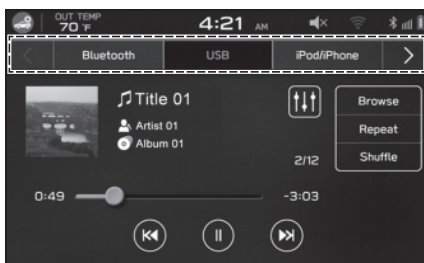 OUT TEMP
70 °F
4:21 AM
Bluetooth
USB
iPod/iPhone
Title 01
Artist 01
Album 01
2/12
Browse
Repeat
Shuffle
0:49
-3:03